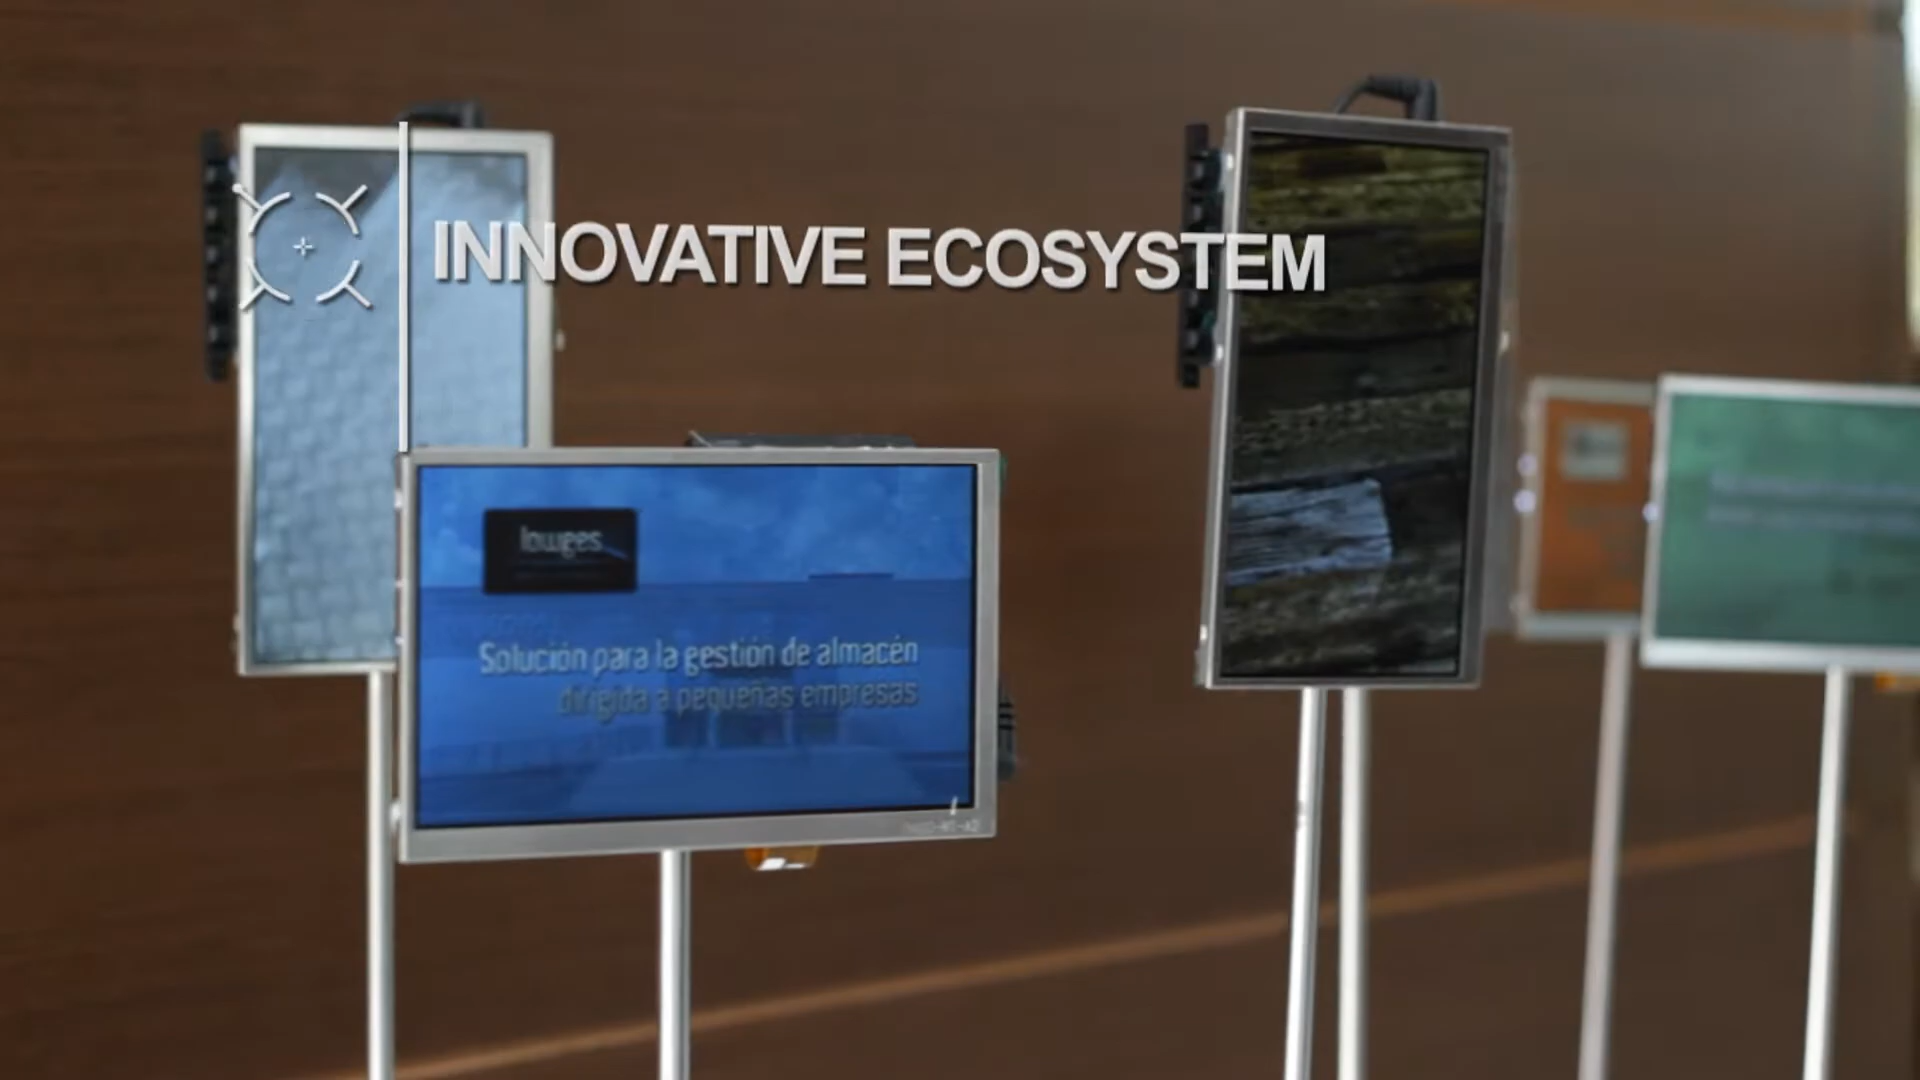 INNOVATIVE ECOSYSTEM
lowges
Solución para la gestión de almacén
dirigida a pequeñas empresas